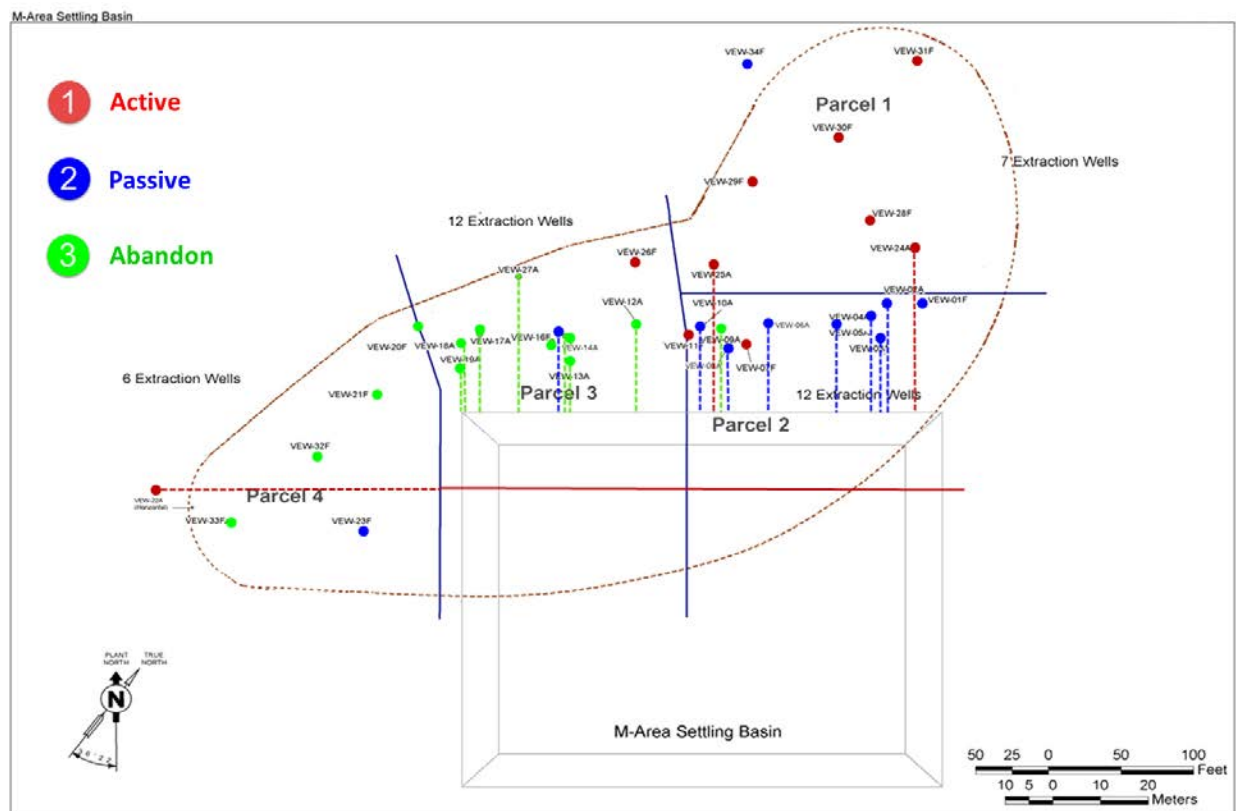 M-Area Settling Basin
VEW-34F
VEW-31F
1 Active
Parcel 1
VEW-30F
7 Extraction Wells
2 Passive
VEW-29F
VEW-28F
12 Extraction Wells
3 Abandon
VEW-26F
VEW-24A
VEW-27A
VEW-25A
VEW-01F
VEW-12A
VEW-10A
VEW-04A
VEW-06A
VEW-20F
VEW-18A
VEW-17A
VEW-16F
VEW-14A
VEW-09A
VEW-05A
VEW-19A
VEW-13A
VEW-07F
6 Extraction Wells
VEW-21F
Parcel 3
12 Extraction Wells
Parcel 2
VEW-32F
Parcel 4
VEW-22A
(Horizontal)
VEW-33F
VEW-23F
PLANT
NORTH
TRUE
NORTH
N
M-Area Settling Basin
50 25 0 50 100
Feet
10 5 0 10 20
Meters